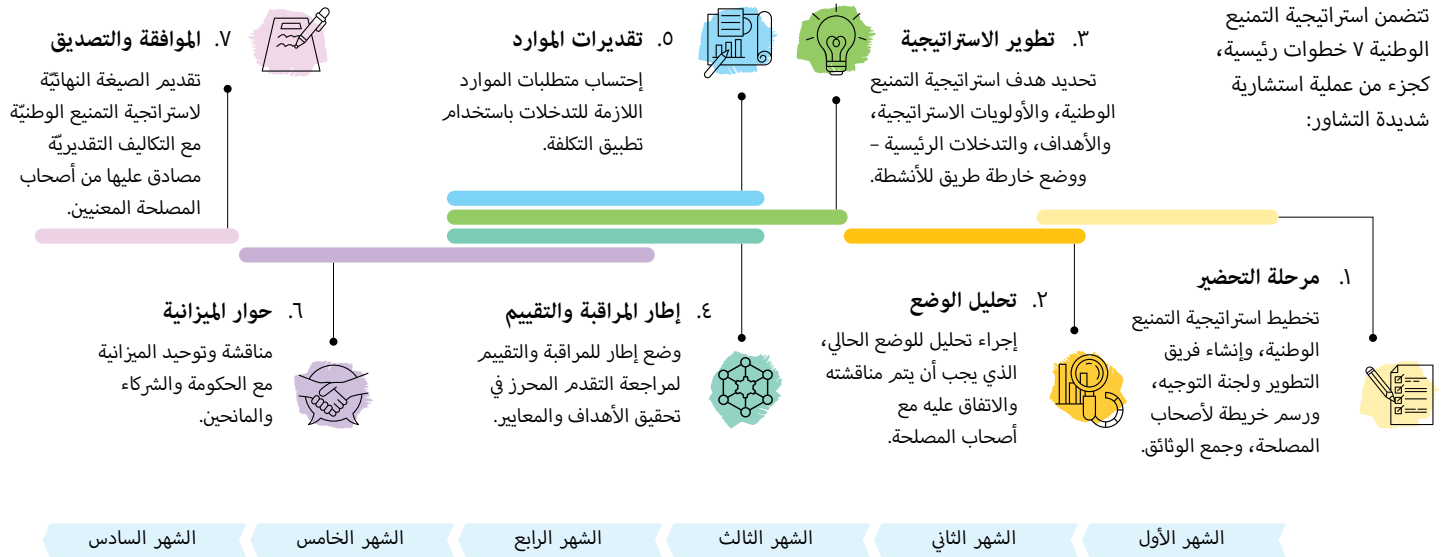 تتضمن استراتيجية التمنيع
الوطنية ٧ خطوات رئيسية،
كجزء من عملية استشارية
شديدة التشاور:
١. مرحلة التحضير
تخطيط استراتيجية التمنيع
الوطنية، وإنشاء فريق
التطوير ولجنة التوجيه،
ورسم خريطة لأصحاب
المصلحة، وجمع الوثائق.
٢. تحليل الوضع
إجراء تحليل للوضع الحالي،
الذي يجب أن يتم مناقشته
والاتفاق عليه مع
أصحاب المصلحة.
٣. تطوير الاستراتيجية
تحديد هدف استراتيجية التمنيع
الوطنية، والأولويات الاستراتيجية،
والأهداف، والتدخلات الرئيسية –
ووضع خارطة طريق للأنشطة.
٤. إطار المراقبة والتقييم
وضع إطار للمراقبة والتقييم
لمراجعة التقدم المحرز في
تحقيق الأهداف والمعايير.
٥. تقديرات الموارد
إحتساب متطلبات الموارد
اللازمة للتدخلات باستخدام
تطبيق التكلفة.
٦. حوار الميزانية
مناقشة وتوحيد الميزانية
مع الحكومة والشركاء
والمانحين.
٧. الموافقة والتصديق
تقديم الصيغة النهائيّة
لاستراتجية التمنيع الوطنيّة
مع التكاليف التقديريّة
مصادق عليها من أصحاب
المصلحة المعنيين.
الشهر الأول
الشهر الثاني
الشهر الثالث
الشهر الرابع
الشهر الخامس
الشهر السادس